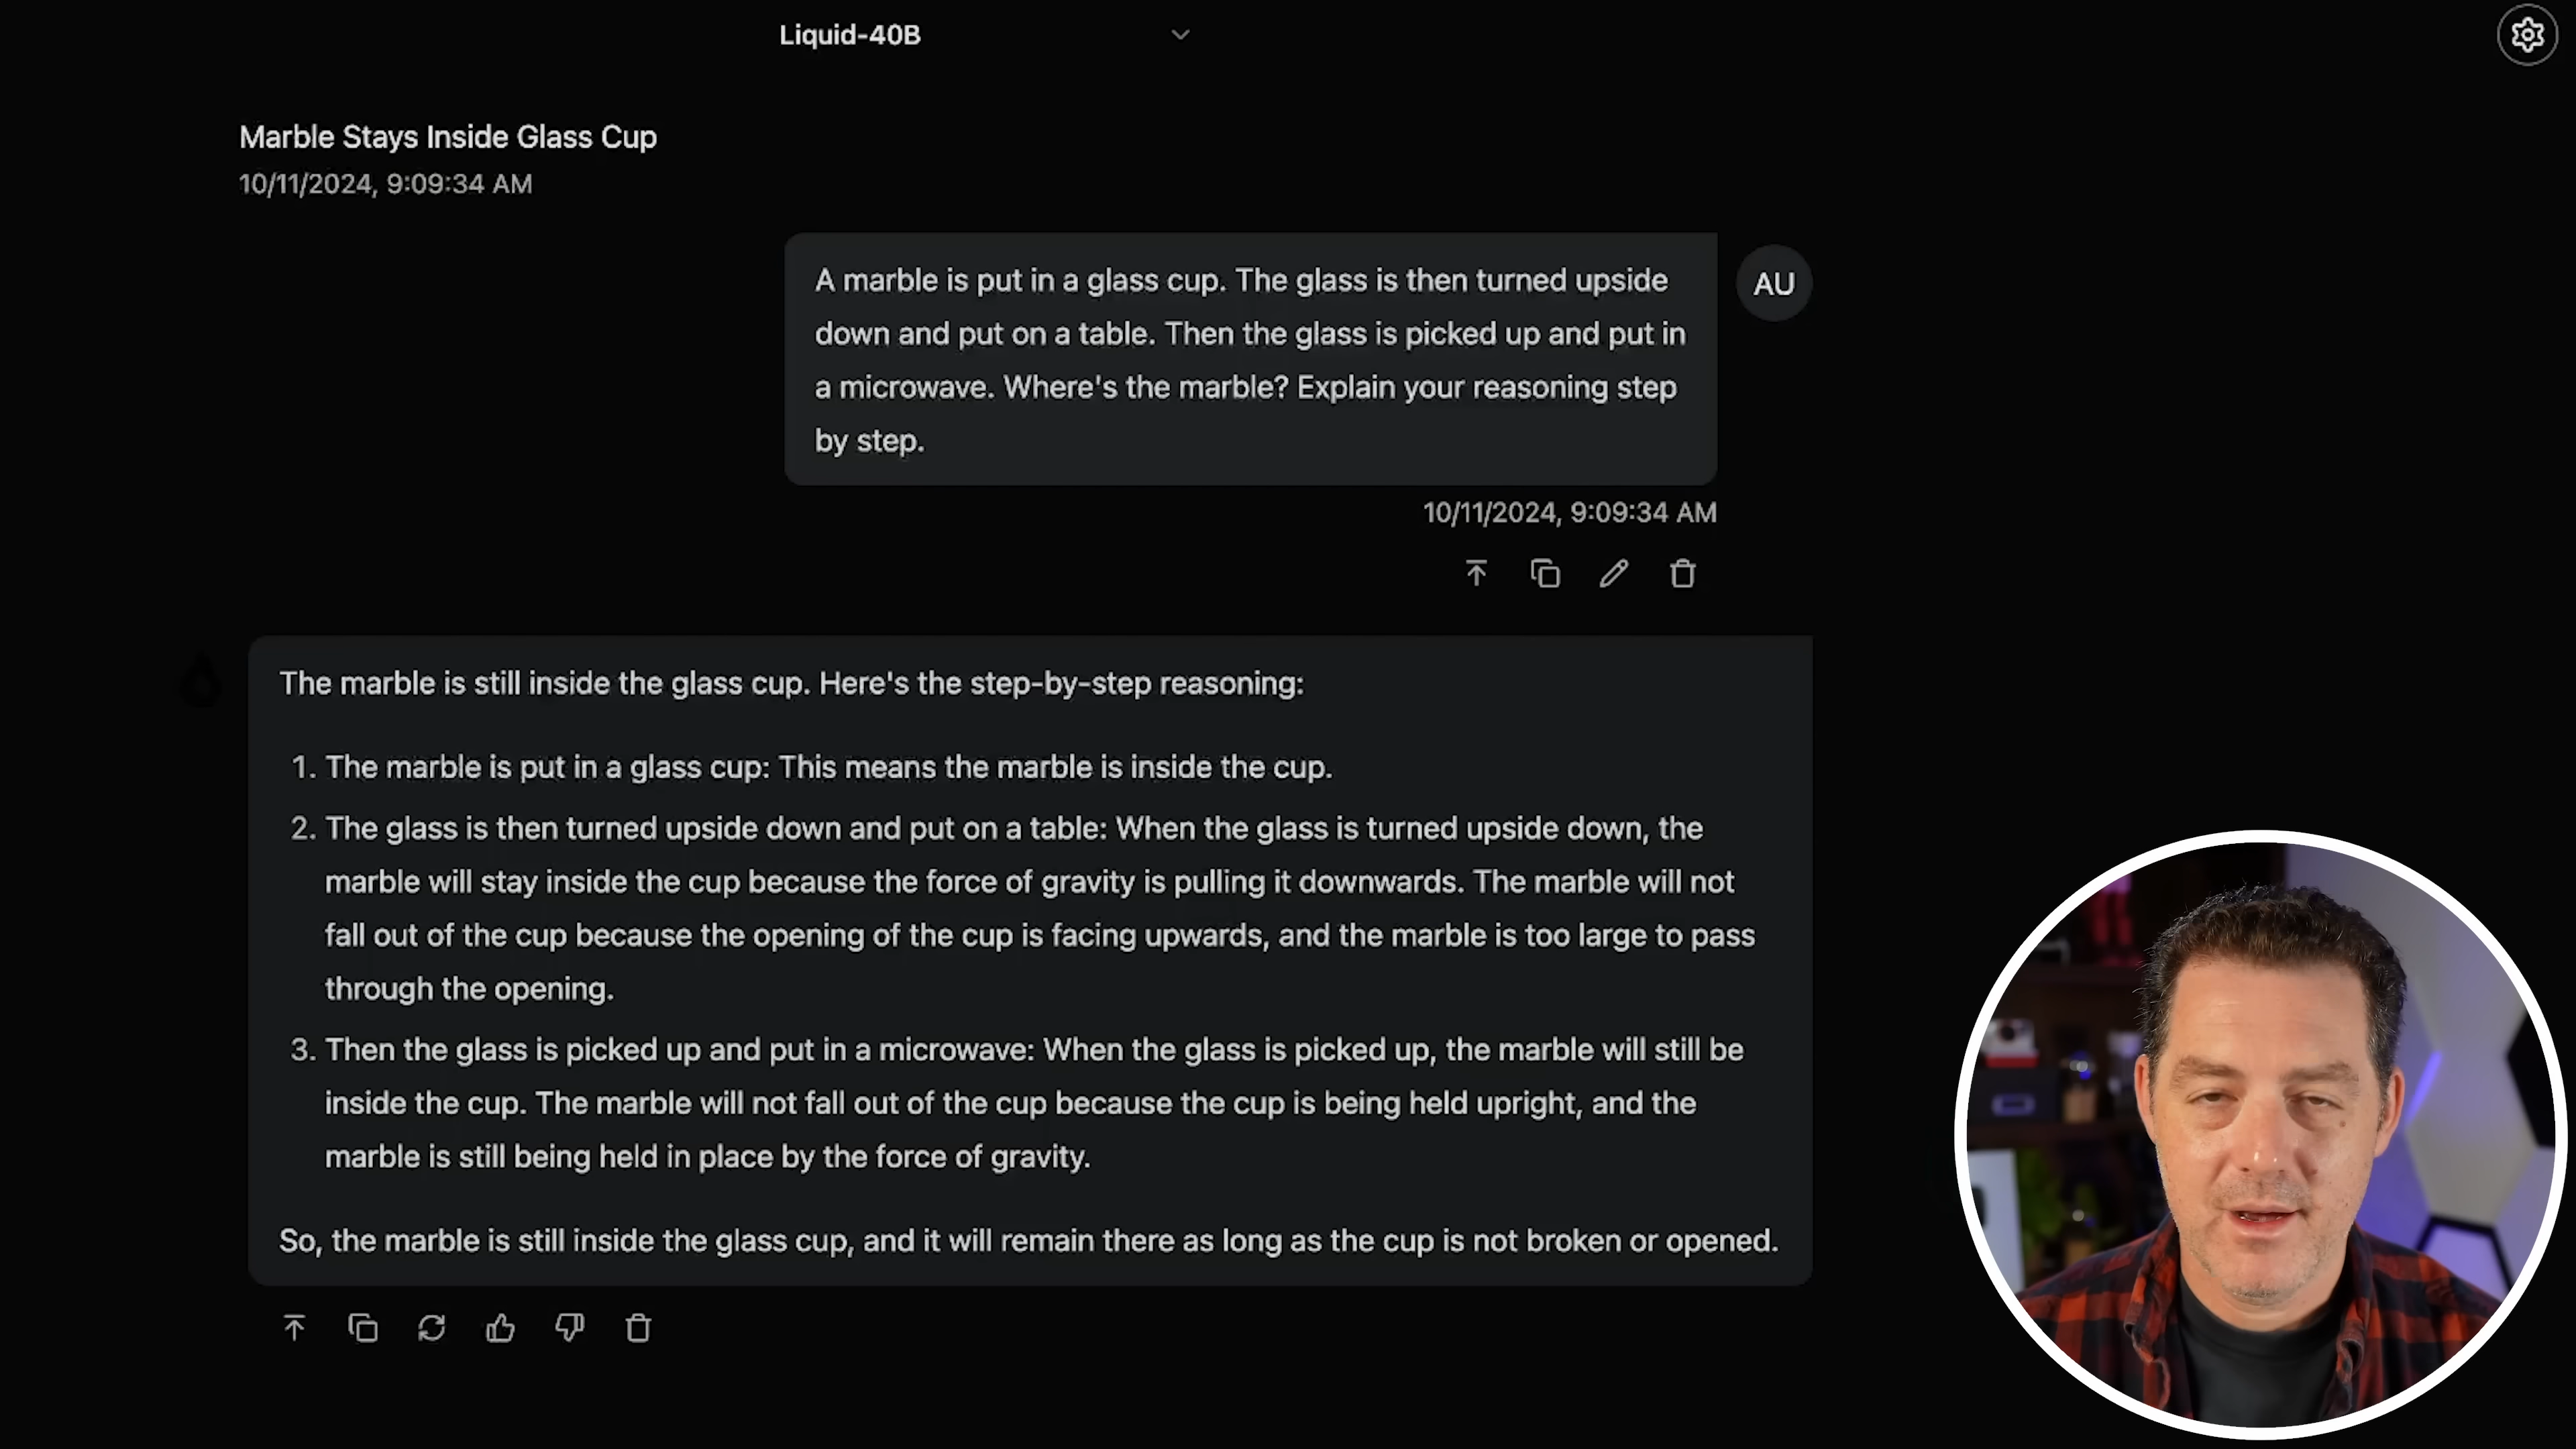 Liquid-40B
Marble Stays Inside Glass Cup
10/11/2024, 9:09:34 AM
A marble is put in a glass cup. The glass is then turned upside
down and put on a table. Then the glass is picked up and put in
a microwave. Where's the marble? Explain your reasoning step
by step.
AU
10/11/2024, 9:09:34 AM
The marble is still inside the glass cup. Here's the step-by-step reasoning:
1. The marble is put in a glass cup: This means the marble is inside the cup.
2. The glass is then turned upside down and put on a table: When the glass is turned upside down, the
marble will stay inside the cup because the force of gravity is pulling it downwards. The marble will not
fall out of the cup because the opening of the cup is facing upwards, and the marble is too large to pass
through the opening.
3. Then the glass is picked up and put in a microwave: When the glass is picked up, the marble will still be
inside the cup. The marble will not fall out of the cup because the cup is being held upright, and the
marble is still being held in place by the force of gravity.
So, the marble is still inside the glass cup, and it will remain there as long as the cup is not broken or opened.